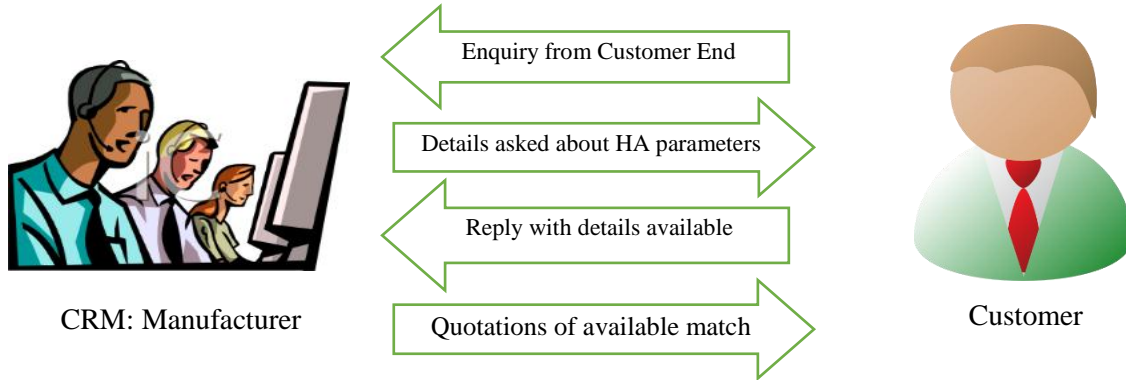 Enquiry from Customer End
Details asked about HA parameters
Reply with details available
Quotations of available match
CRM: Manufacturer
Customer